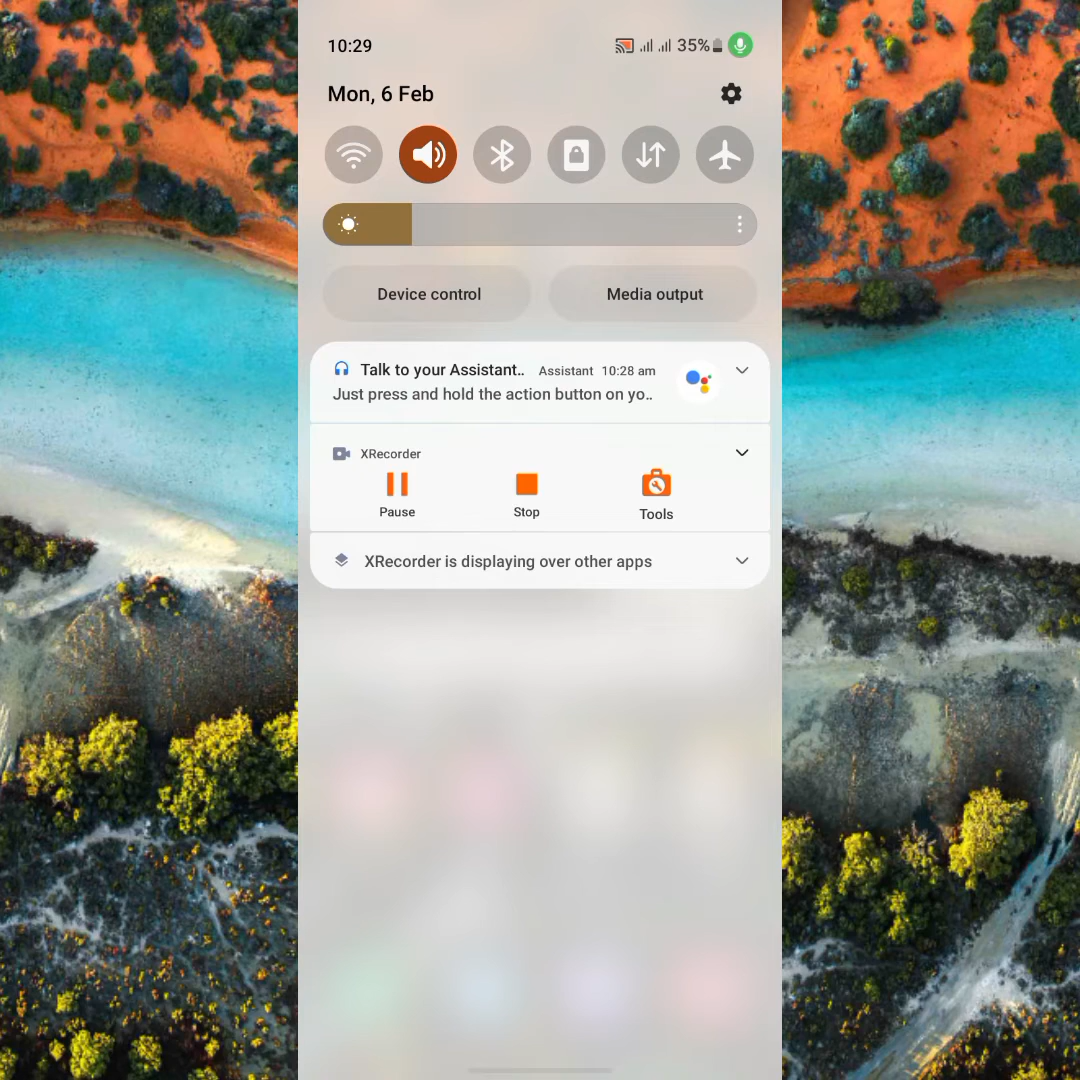 10:29
35%
Mon, 6 Feb
Device control
Media output
Talk to your Assistant.. Assistant 10:28 am
Just press and hold the action button on yo..
XRecorder
Pause
Stop
Tools
XRecorder is displaying over other apps